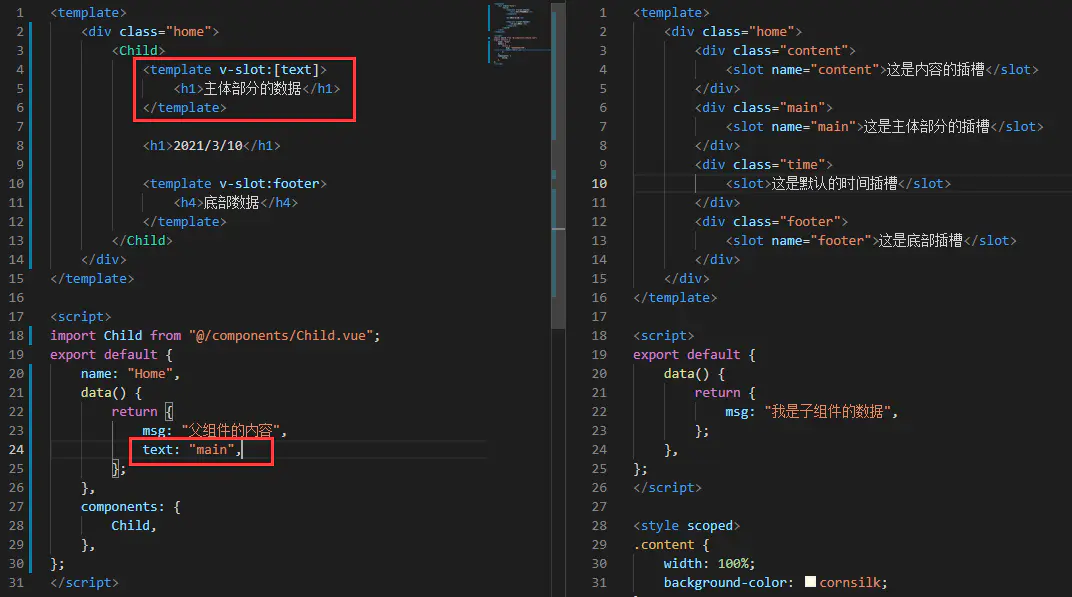 1 <template>
2     <div class="home">
3         <Child>
4             <template v-slot:[text]>
5                 <h1>主体部分的数据</h1>
6             </template>
7
8             <h1>2021/3/10</h1>
9
10             <template v-slot:footer>
11                 <h4>底部数据</h4>
12             </template>
13         </Child>
14     </div>
15 </template>
16
17 <script>
18 import Child from "@/components/Child.vue";
19 export default {
20     name: "Home",
21     data() {
22         return {
23             msg: "父组件的内容",
24             text: "main",
25         };
26     },
27     components: {
28         Child,
29     },
30 };
31 </script>
1 <template>
2     <div class="home">
3         <div class="content">
4             <slot name="content">这是内容的插槽</slot>
5         </div>
6         <div class="main">
7             <slot name="main">这是主体部分的插槽</slot>
8         </div>
9         <div class="time">
10             <slot>这是默认的时间插槽</slot>
11         </div>
12         <div class="footer">
13             <slot name="footer">这是底部插槽</slot>
14         </div>
15     </div>
16 </template>
17
18 <script>
19 export default {
20     data() {
21         return {
22             msg: "我是子组件的数据",
23         };
24     },
25 };
26 </script>
27
28 <style scoped>
29 .content {
30     width: 100%;
31     background-color: cornsilk;